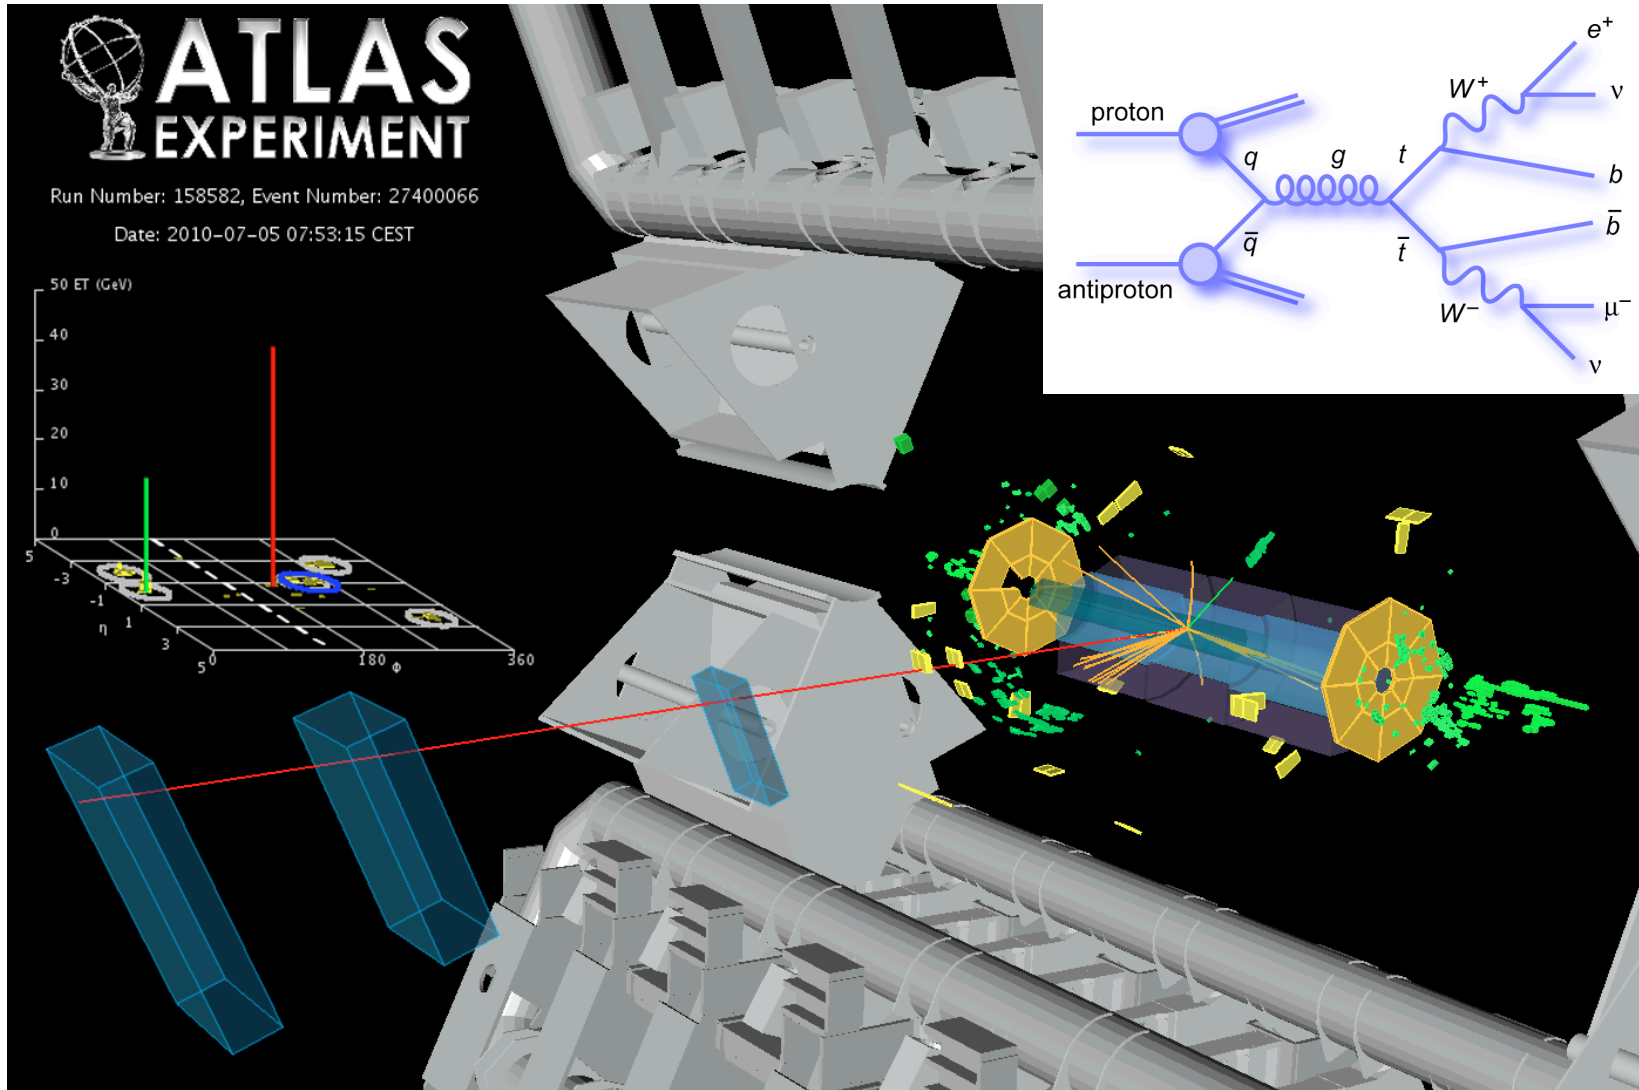 ATLAS
EXPERIMENT
Run Number: 158582, Event Number: 27400066
Date: 2010-07-05 07:53:15 CEST
50 ET (GeV)
40
30
20
10
0
5
-3
-1
η
1
3
5
0
180
Φ
360
proton
antiproton
q
q̅
g
t
t̅
W⁺
W⁻
e⁺
ν
b
b̅
μ⁻
ν